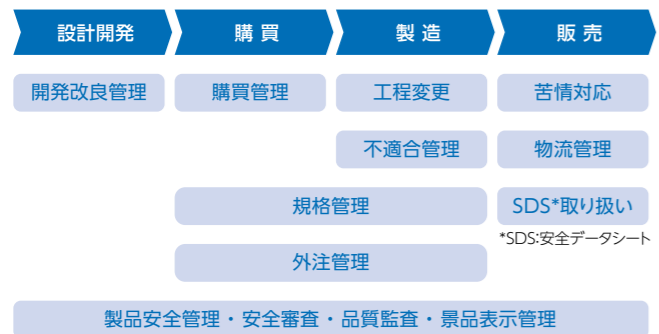 設計開発
購買
製造
販売
開発改良管理
購買管理
工程変更
苦情対応
不適合管理
物流管理
規格管理
SDS*取り扱い
*SDS:安全データシート
外注管理
製品安全管理・安全審査・品質監査・景品表示管理